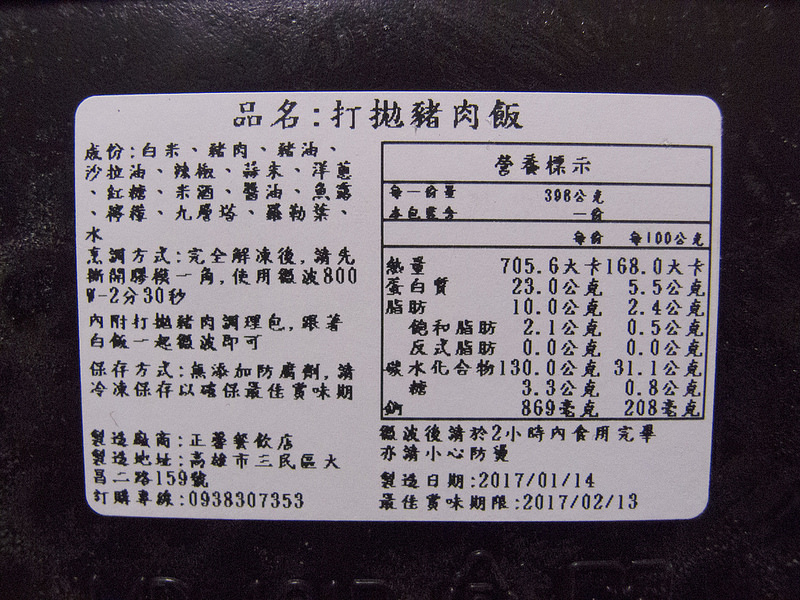 品名:打拋豬肉飯
成份:白米、豬肉、豬油、
沙拉油、辣椒、蒜末、洋蔥
、紅糖、米酒、醬油、魚露
、檸檬、九層塔、羅勒葉、
水
烹調方式:完全解凍後,請先
撕開膠模一角,使用微波800
W-2分30秒
內附打拋豬肉調理包,跟著
白飯一起微波即可
保存方式:無添加防腐劑,請
冷凍保存以確保最佳賞味期
製造廠商:正馨餐飲店
製造地址:高雄市三民區大
昌二路159號
訂購專線:0938307353
營養標示
每一份量 398公克
本包裝含 一份
每份 每100公克
熱量 705.6大卡 168.0大卡
蛋白質 23.0公克 5.5公克
脂肪 10.0公克 2.4公克
飽和脂肪 2.1公克 0.5公克
反式脂肪 0.0公克 0.0公克
碳水化合物 130.0公克 31.1公克
糖 3.3公克 0.8公克
鈉 869毫克 208毫克
微波後請於2小時內食用完畢
亦請小心防燙
製造日期:2017/01/14
最佳賞味期限:2017/02/13